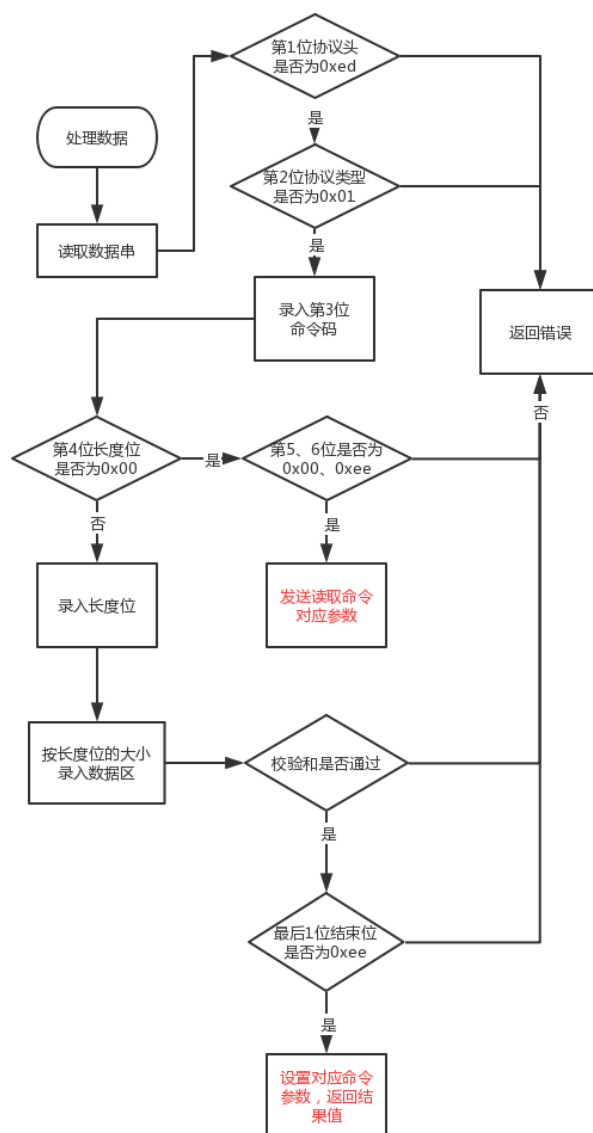 第1位协议头
是否为0xed
是
处理数据
第2位协议类型
是否为0x01
读取数据串
是
录入第3位
命令码
返回错误
否
第4位长度位
是否为0x00
是
第5、6位是否为
0x00、0xee
否
是
录入长度位
发送读取命令
对应参数
按长度位的大小
录入数据区
校验和是否通过
是
最后1位结束位
是否为0xee
是
设置对应命令
参数，返回结
果值